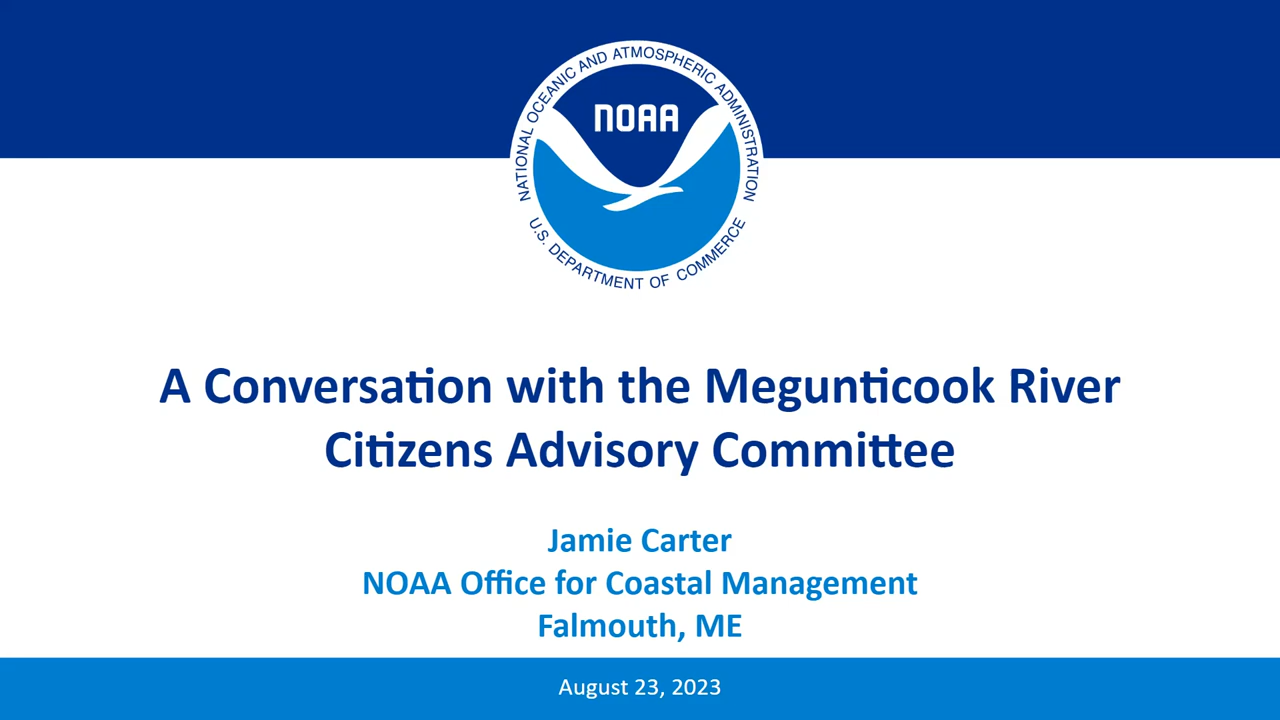 NATIONAL OCEANIC AND ATMOSPHERIC ADMINISTRATION
NOAA
U.S. DEPARTMENT OF COMMERCE
A Conversation with the Megunticook River
Citizens Advisory Committee
Jamie Carter
NOAA Office for Coastal Management
Falmouth, ME
August 23, 2023